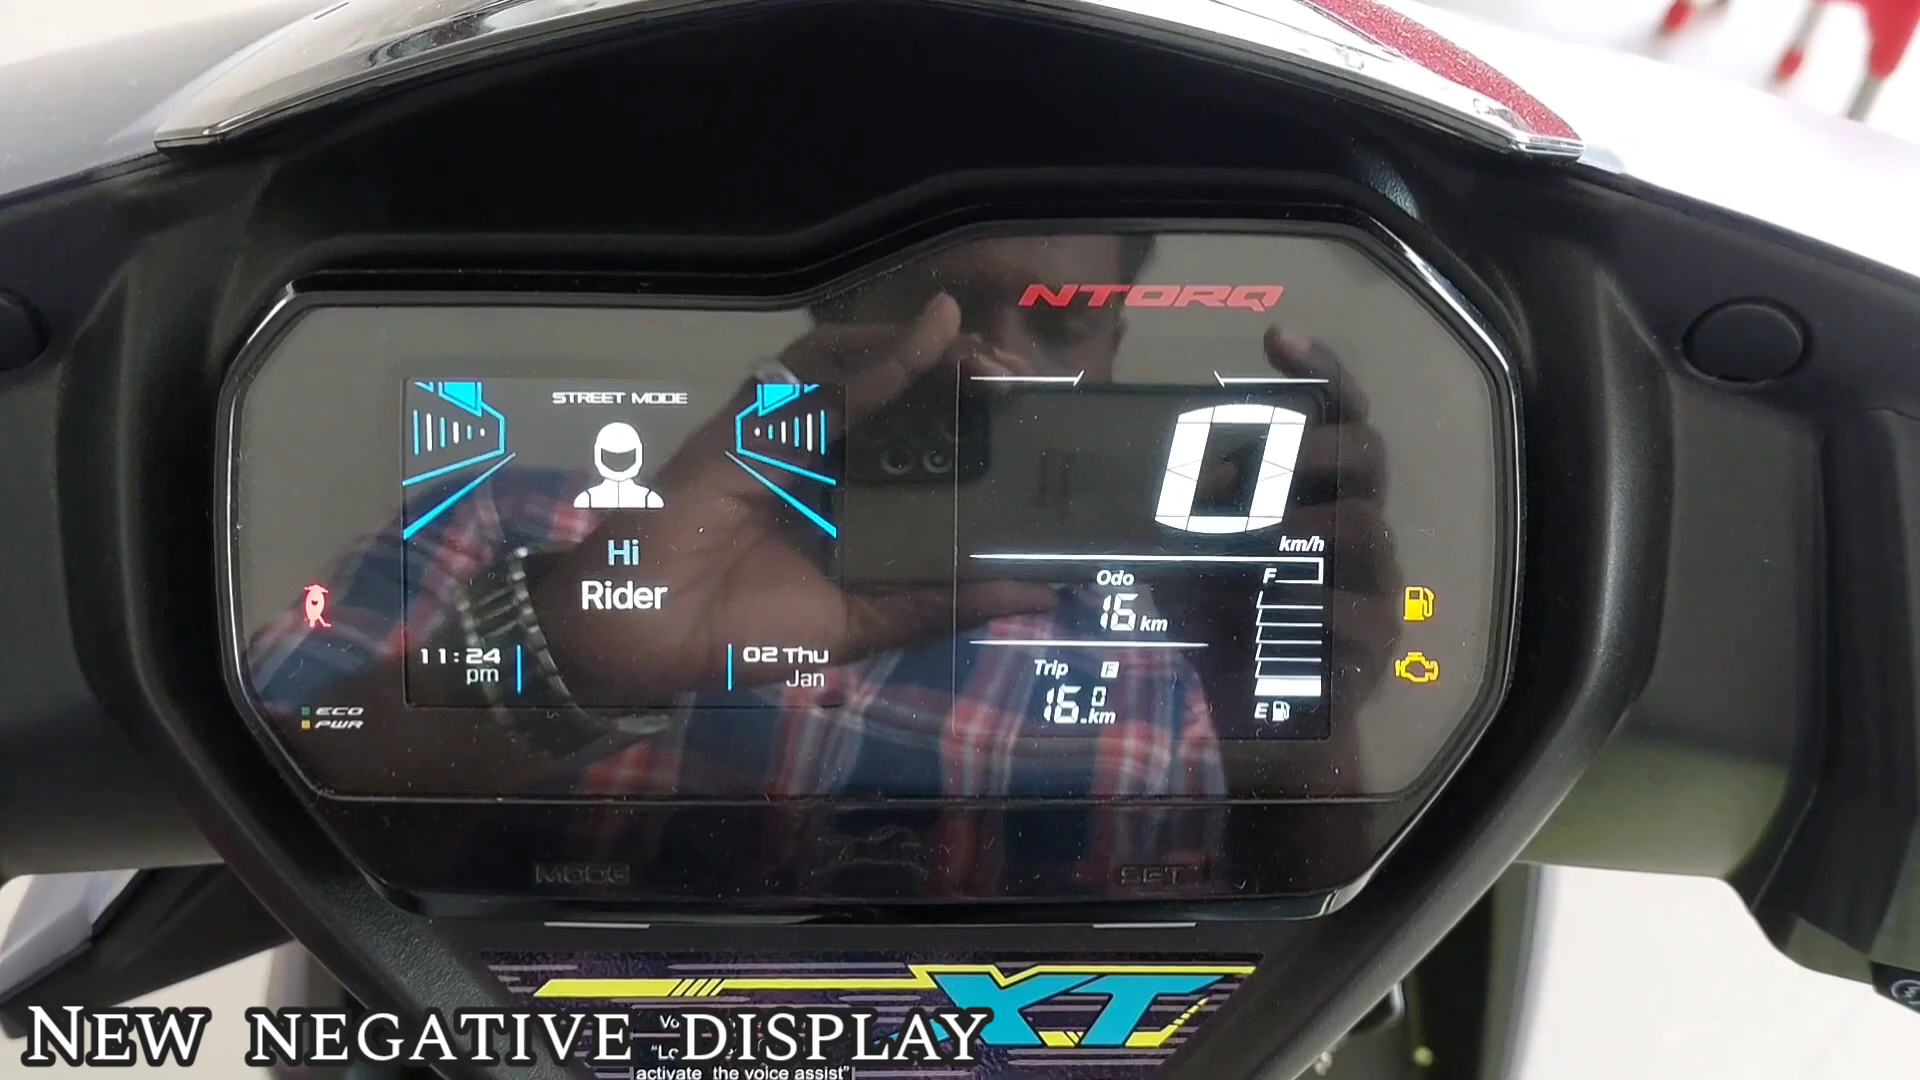 NTORQ
STREET MODE
Hi
Rider
11:24
pm
02 Thu
Jan
ECO
PWR
0
km/h
Odo
16 km
F
Trip F
16.0 km
E
MODE
SET
XT
activate the voice assist"
NEW NEGATIVE DISPLAY